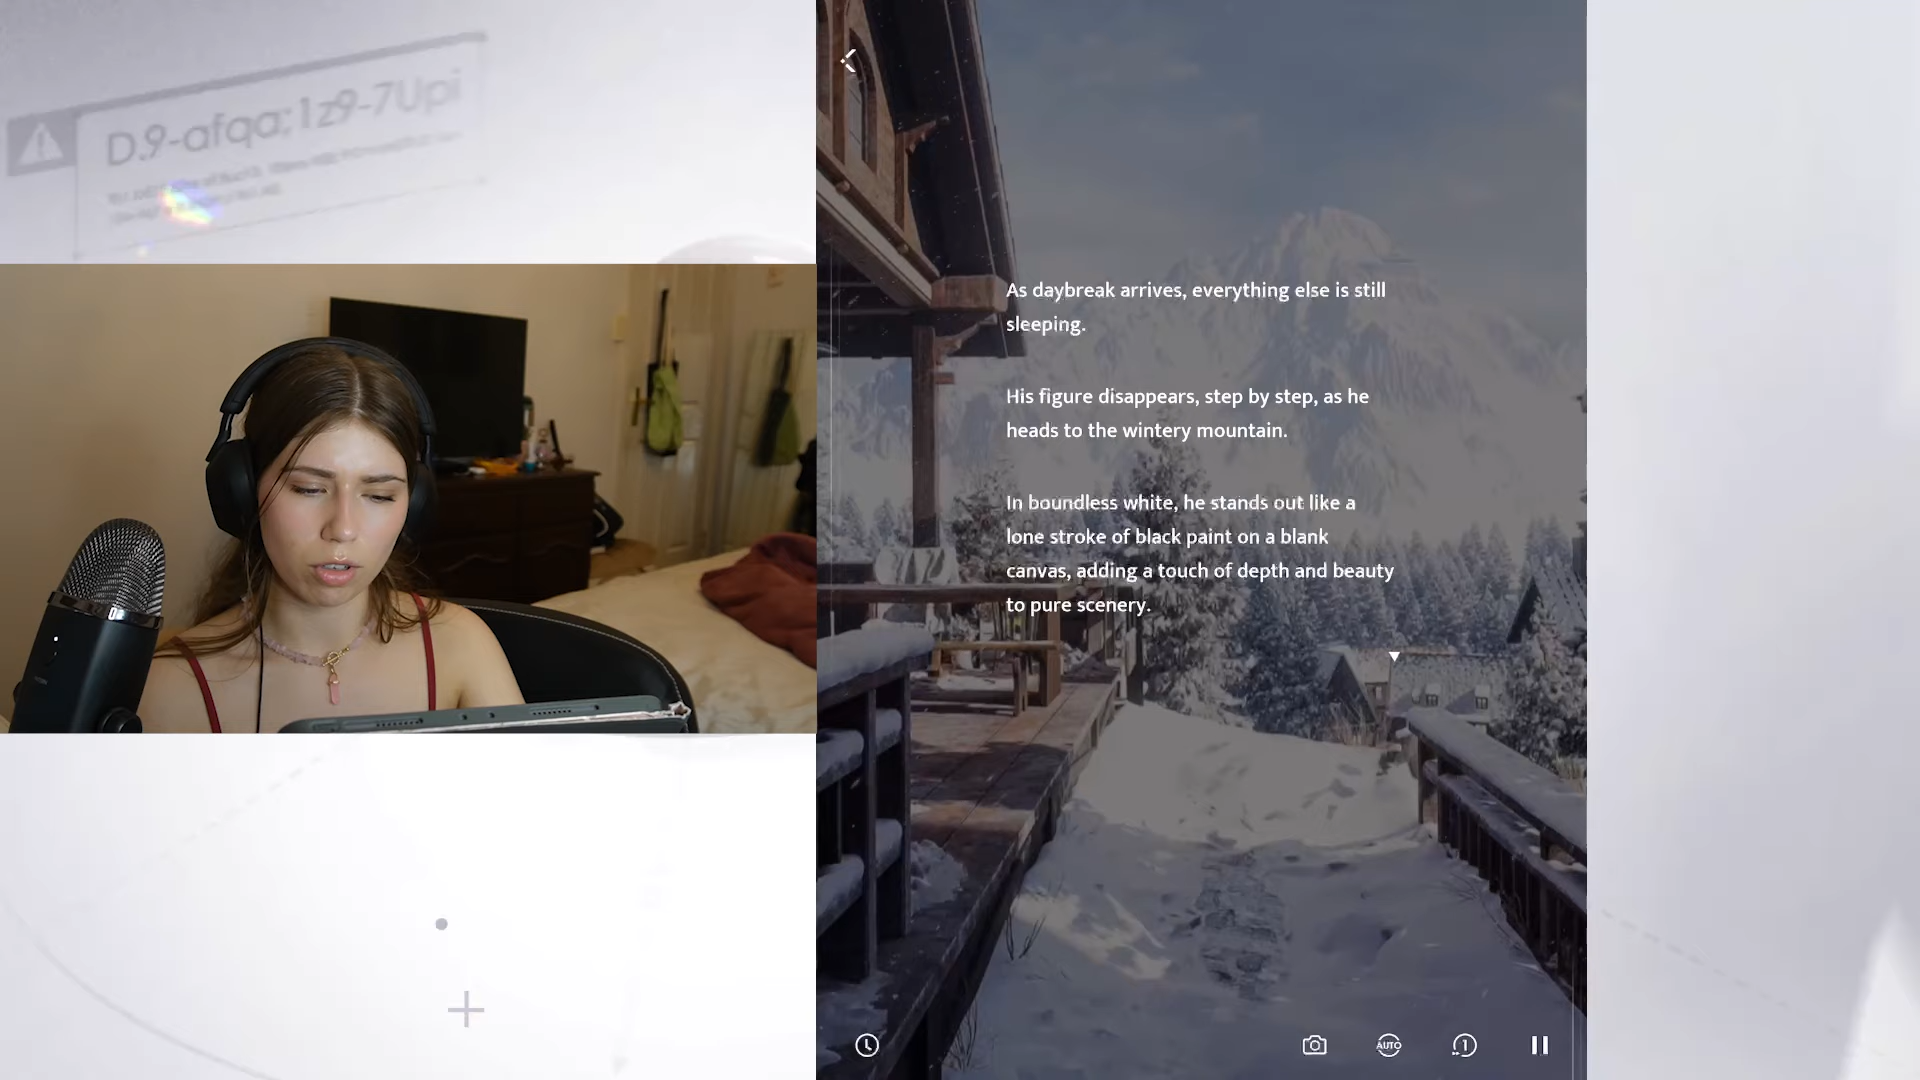 D.9-afqa;1z9-7Upi
As daybreak arrives, everything else is still
sleeping.
His figure disappears, step by step, as he
heads to the wintery mountain.
In boundless white, he stands out like a
lone stroke of black paint on a blank
canvas, adding a touch of depth and beauty
to pure scenery.
AUTO
1